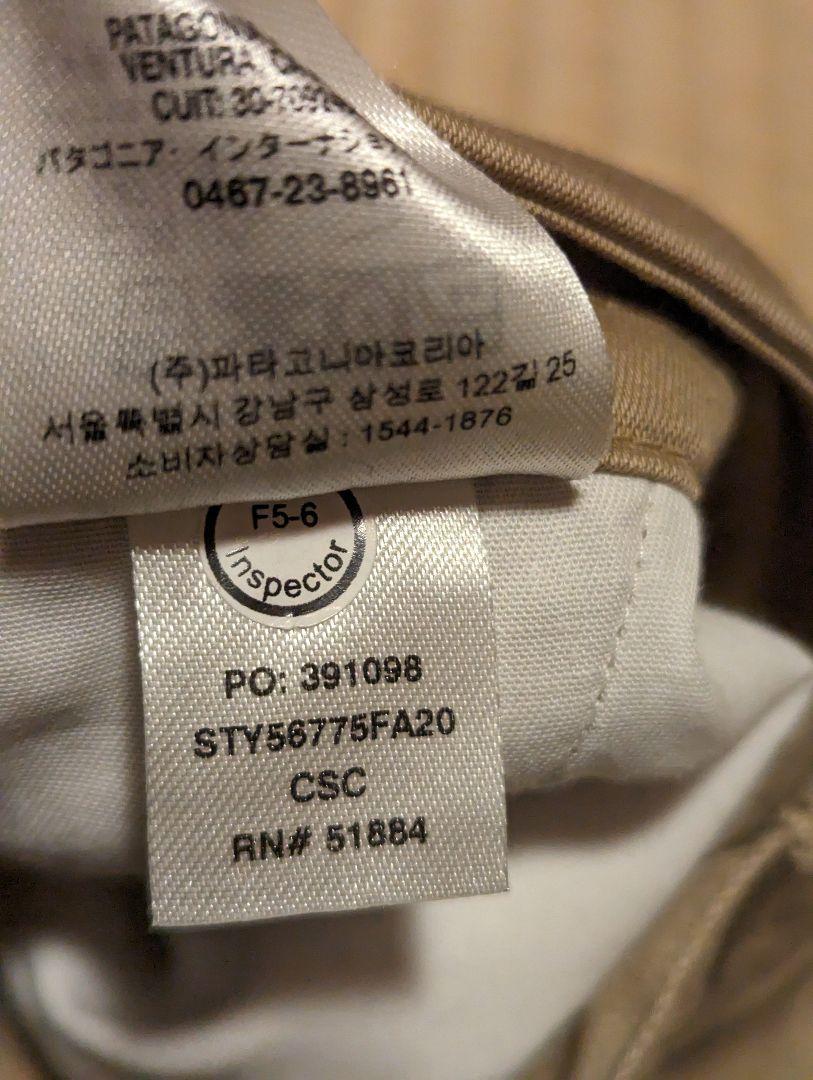 VENTURA
CUIT: 30-
パタゴニア・インターナショ
0467-23-8961
(주)파타고니아코리아
서울특별시 강남구 삼성로 122길 25
소비자상담실 : 1544-1876
F5-6
Inspector
PO: 391098
STY56775FA20
CSC
RN# 51884